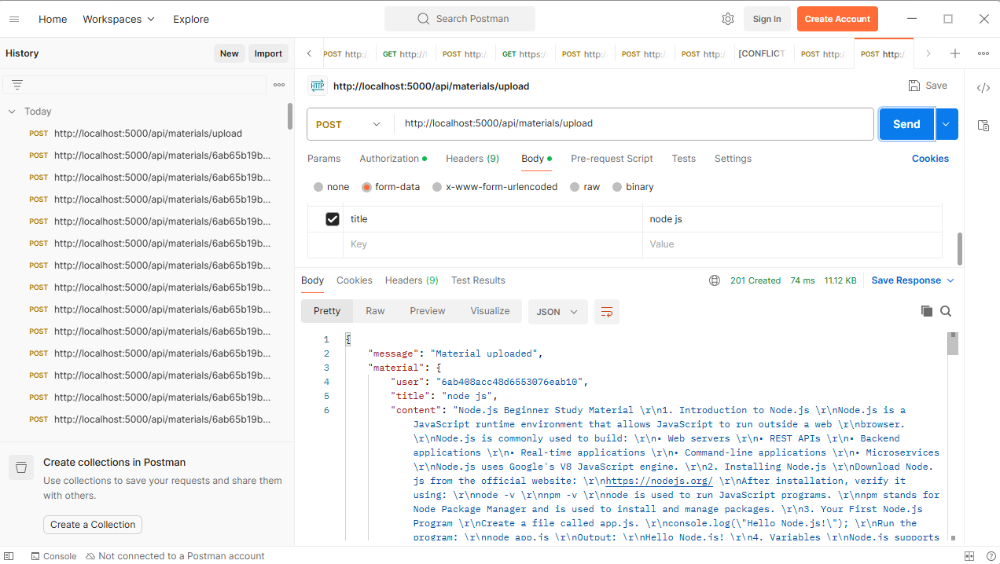 Home Workspaces Explore Search Postman Sign In Create Account
History New Import
POST http:/ GET http://l POST http:/ GET https: POST http:/ POST http:/ POST http:/ [CONFLICT POST http:/ POST http:/
HTTP http://localhost:5000/api/materials/upload Save
Today
POST http://localhost:5000/api/materials/upload
POST http://localhost:5000/api/materials/6ab65b19b...
POST http://localhost:5000/api/materials/6ab65b19b...
POST http://localhost:5000/api/materials/6ab65b19b...
POST http://localhost:5000/api/materials/6ab65b19b...
POST http://localhost:5000/api/materials/6ab65b19b...
POST http://localhost:5000/api/materials/6ab65b19b...
POST http://localhost:5000/api/materials/6ab65b19b...
POST http://localhost:5000/api/materials/6ab65b19b...
POST http://localhost:5000/api/materials/6ab65b19b...
POST http://localhost:5000/api/materials/6ab65b19b...
POST http://localhost:5000/api/materials/6ab65b19b...
POST http://localhost:5000/api/materials/6ab65b19b...
POST http://localhost:5000/api/materials/6ab65b19b...
Create collections in Postman
Use collections to save your requests and share them
with others.
Create a Collection
POST http://localhost:5000/api/materials/upload Send
Params Authorization Headers (9) Body Pre-request Script Tests Settings Cookies
none form-data x-www-form-urlencoded raw binary
title node js
Key Value
Body Cookies Headers (9) Test Results 201 Created 74 ms 11.12 KB Save Response
Pretty Raw Preview Visualize JSON
1 {
2 "message": "Material uploaded",
3 "material": {
4 "user": "6ab408acc48d6553076eab10",
5 "title": "node js",
6 "content": "Node.js Beginner Study Material \r\n1. Introduction to Node.js \r\nNode.js is a
JavaScript runtime environment that allows JavaScript to run outside a web \r\nbrowser.
\r\nNode.js is commonly used to build: \r\n• Web servers \r\n• REST APIs \r\n• Backend
applications \r\n• Real-time applications \r\n• Command-line applications \r\n• Microservices
\r\nNode.js uses Google's V8 JavaScript engine. \r\n2. Installing Node.js \r\nDownload Node.
js from the official website: \r\nhttps://nodejs.org/ \r\nAfter installation, verify it
using: \r\nnode -v \r\nnpm -v \r\nnode is used to run JavaScript programs. \r\nnpm stands for
Node Package Manager and is used to install and manage packages. \r\n3. Your First Node.js
Program \r\nCreate a file called app.js. \r\nconsole.log(\"Hello Node.js!\"); \r\nRun the
program: \r\nnode app.js \r\nOutput: \r\nHello Node.js! \r\n4. Variables \r\nNode.js supports
Console Not connected to a Postman account